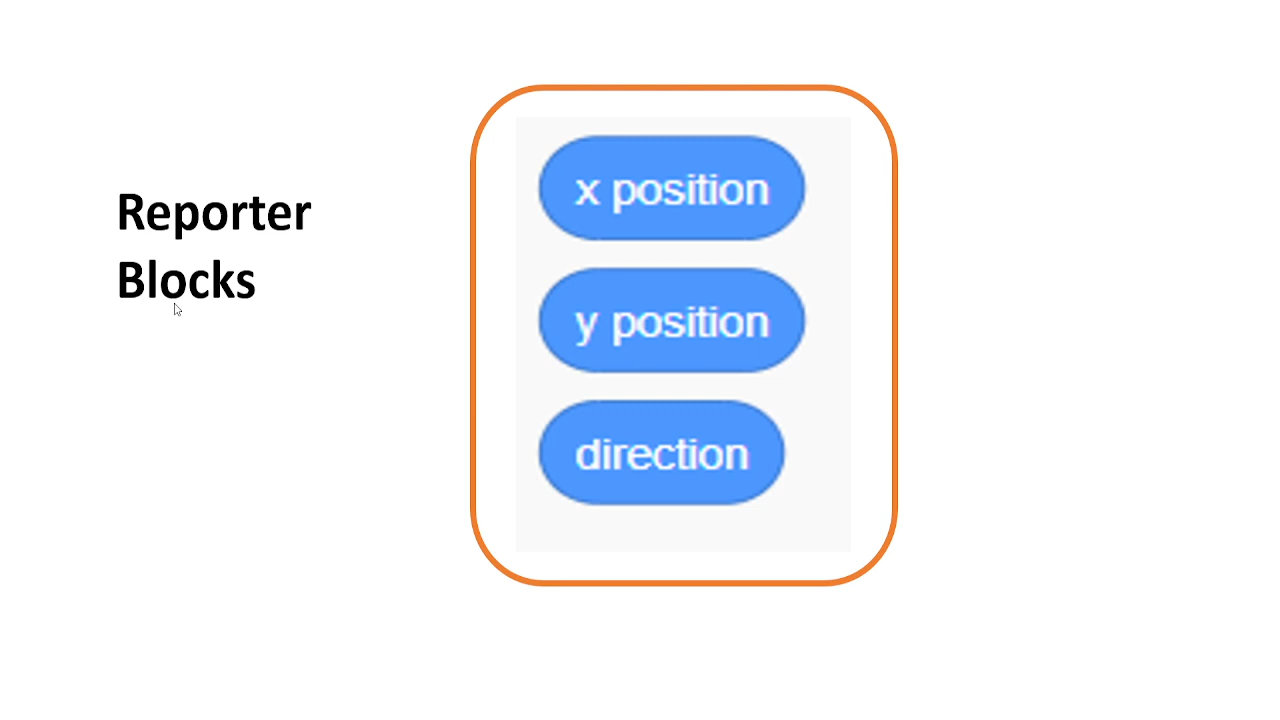 Reporter
Blocks
x position
y position
direction